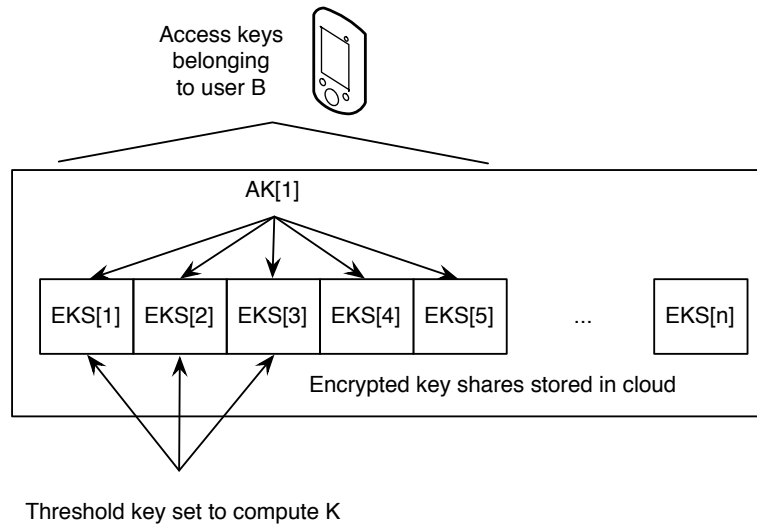 Access keys
belonging
to user B
AK[1]
EKS[1] EKS[2] EKS[3] EKS[4] EKS[5] ... EKS[n]
Encrypted key shares stored in cloud
Threshold key set to compute K